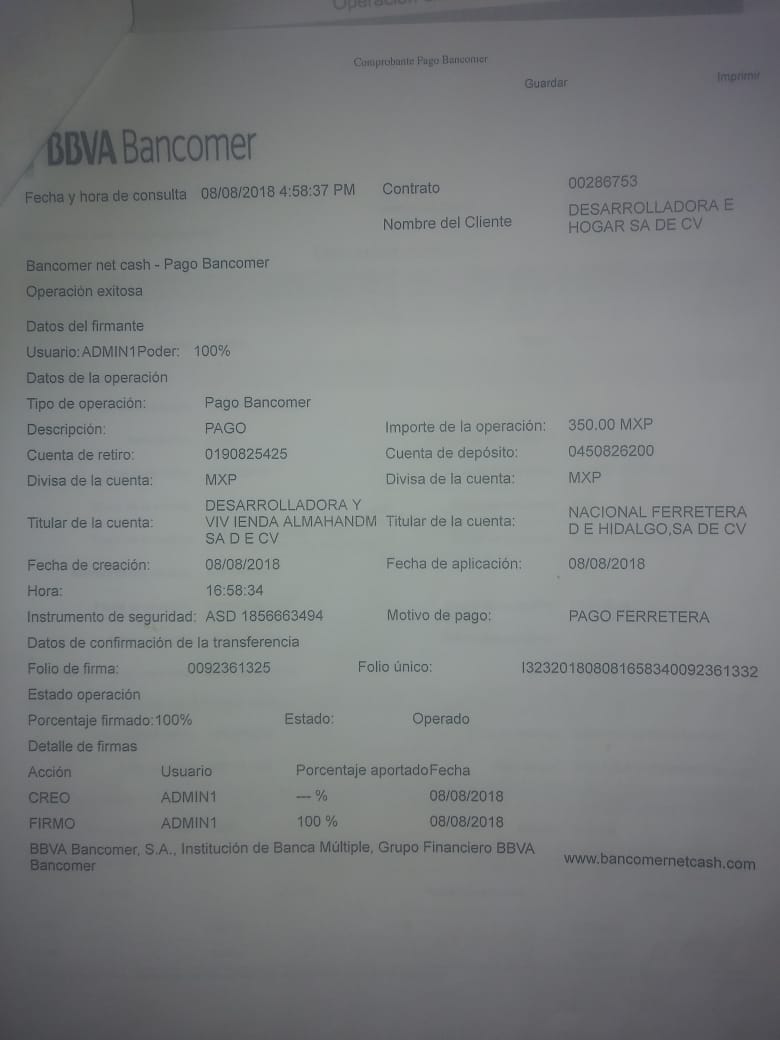 Comprobante Pago Bancomer
Guardar Imprimir
BBVA Bancomer
Fecha y hora de consulta 08/08/2018 4:58:37 PM Contrato 00286753
Nombre del Cliente DESARROLLADORA E
HOGAR SA DE CV
Bancomer net cash - Pago Bancomer
Operación exitosa
Datos del firmante
Usuario:ADMIN1Poder: 100%
Datos de la operación
Tipo de operación: Pago Bancomer
Descripción: PAGO Importe de la operación: 350.00 MXP
Cuenta de retiro: 0190825425 Cuenta de depósito: 0450826200
Divisa de la cuenta: MXP Divisa de la cuenta: MXP
Titular de la cuenta: DESARROLLADORA Y
VIV IENDA ALMAHANDM
SA D E CV
Titular de la cuenta: NACIONAL FERRETERA
D E HIDALGO,SA DE CV
Fecha de creación: 08/08/2018 Fecha de aplicación: 08/08/2018
Hora: 16:58:34
Instrumento de seguridad: ASD 1856663494 Motivo de pago: PAGO FERRETERA
Datos de confirmación de la transferencia
Folio de firma: 0092361325 Folio único: I323201808081658340092361332
Estado operación
Porcentaje firmado:100% Estado: Operado
Detalle de firmas
Acción Usuario Porcentaje aportadoFecha
CREO ADMIN1 --- % 08/08/2018
FIRMO ADMIN1 100 % 08/08/2018
BBVA Bancomer, S.A., Institución de Banca Múltiple, Grupo Financiero BBVA
Bancomer
www.bancomernetcash.com